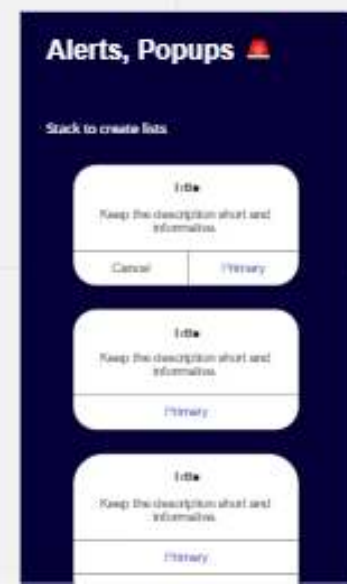 Alerts, Popups 🚨
Stack to create lists
Title
Keep the description short and
informative.
Cancel
Primary
Title
Keep the description short and
informative.
Primary
Title
Keep the description short and
informative.
Primary